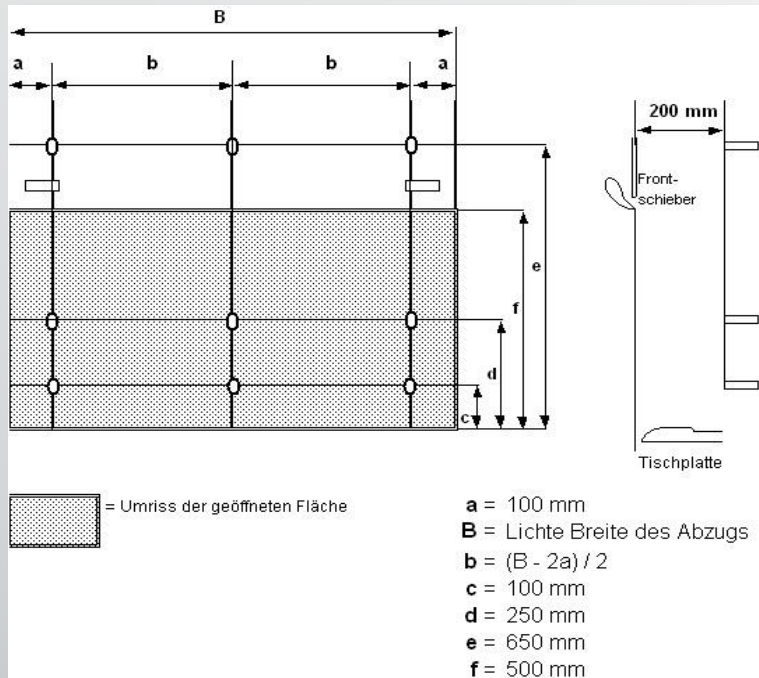 B
a b b a
200 mm
Front-
schieber
e
f
d
c
Tischplatte
= Umriss der geöffneten Fläche
a = 100 mm
B = Lichte Breite des Abzugs
b = (B - 2a) / 2
c = 100 mm
d = 250 mm
e = 650 mm
f = 500 mm